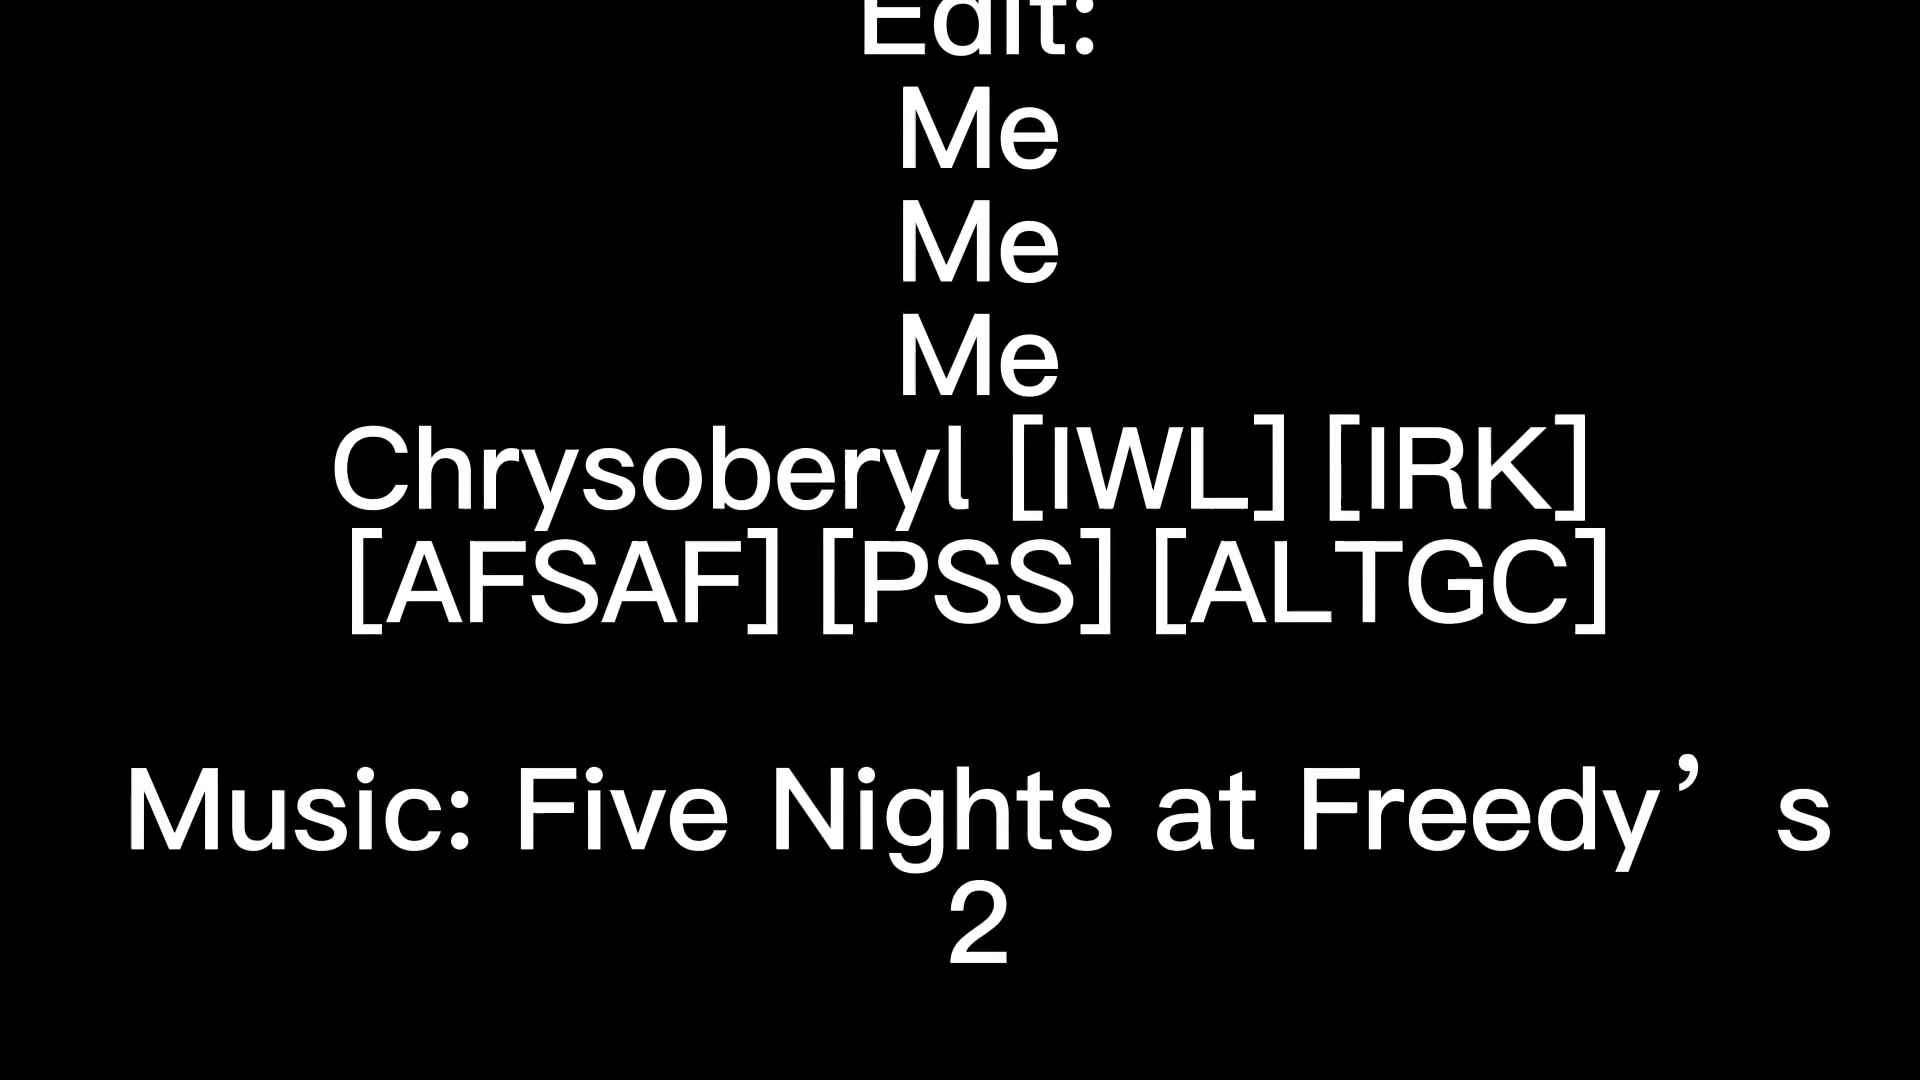 Edit:
Me
Me
Me
Chrysoberyl [IWL] [IRK]
[AFSAF] [PSS] [ALTGC]
Music: Five Nights at Freedy’s
2